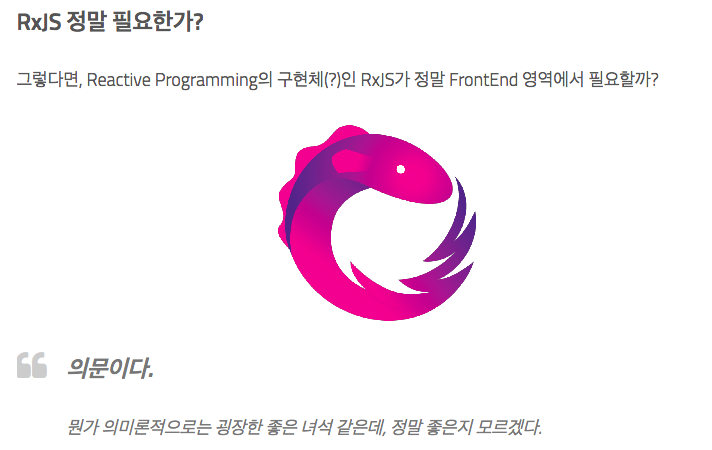 RxJS 정말 필요한가?
그렇다면, Reactive Programming의 구현체(?)인 RxJS가 정말 FrontEnd 영역에서 필요할까?
의문이다.
뭔가 의미론적으로는 굉장한 좋은 녀석 같은데, 정말 좋은지 모르겠다.